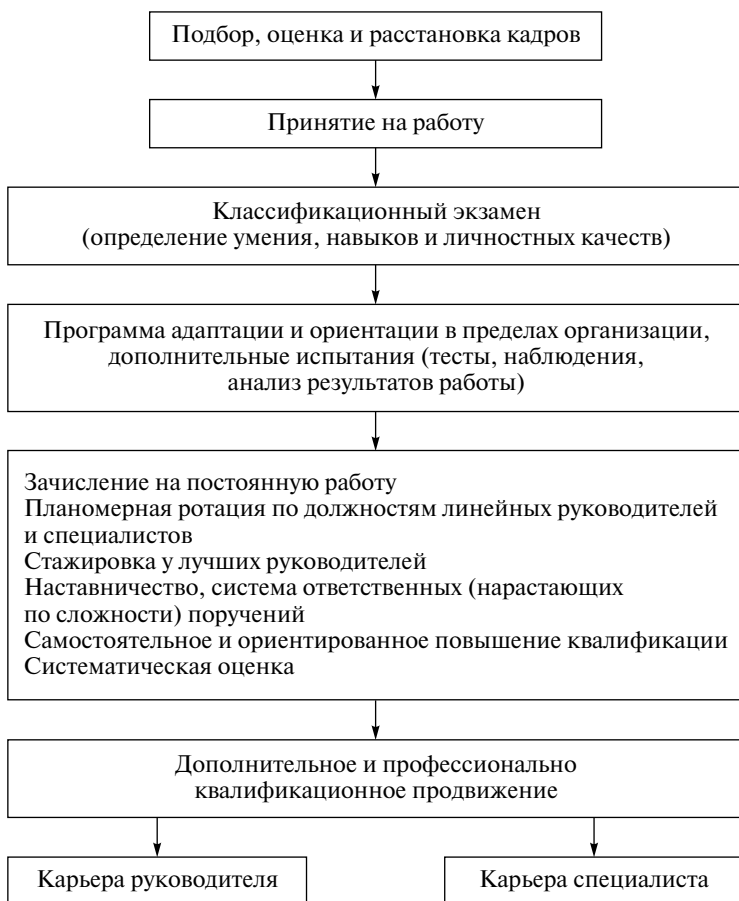 Подбор, оценка и расстановка кадров
Принятие на работу
Классификационный экзамен
(определение умения, навыков и личностных качеств)
Программа адаптации и ориентации в пределах организации,
дополнительные испытания (тесты, наблюдения,
анализ результатов работы)
Зачисление на постоянную работу
Планомерная ротация по должностям линейных руководителей
и специалистов
Стажировка у лучших руководителей
Наставничество, система ответственных (нарастающих
по сложности) поручений
Самостоятельное и ориентированное повышение квалификации
Систематическая оценка
Дополнительное и профессионально
квалификационное продвижение
Карьера руководителя
Карьера специалиста